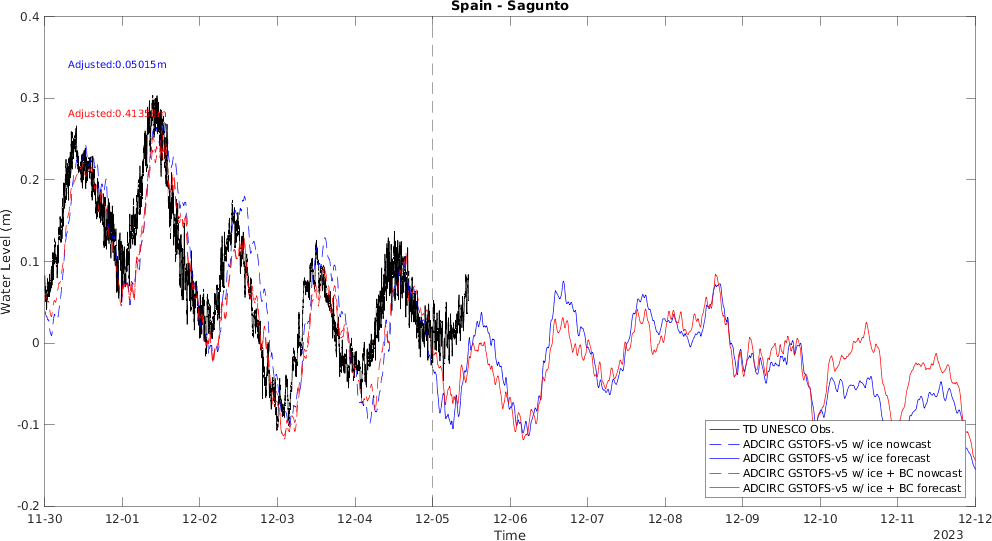 Spain - Sagunto
0.4
0.3
0.2
0.1
0
-0.1
-0.2
Water Level (m)
Adjusted:0.05015m
TD UNESCO Obs.
ADCIRC GSTOFS-v5 w/ ice nowcast
ADCIRC GSTOFS-v5 w/ ice forecast
ADCIRC GSTOFS-v5 w/ ice + BC nowcast
ADCIRC GSTOFS-v5 w/ ice + BC forecast
11-30 12-01 12-02 12-03 12-04 12-05 12-06 12-07 12-08 12-09 12-10 12-11 12-12
Time
2023